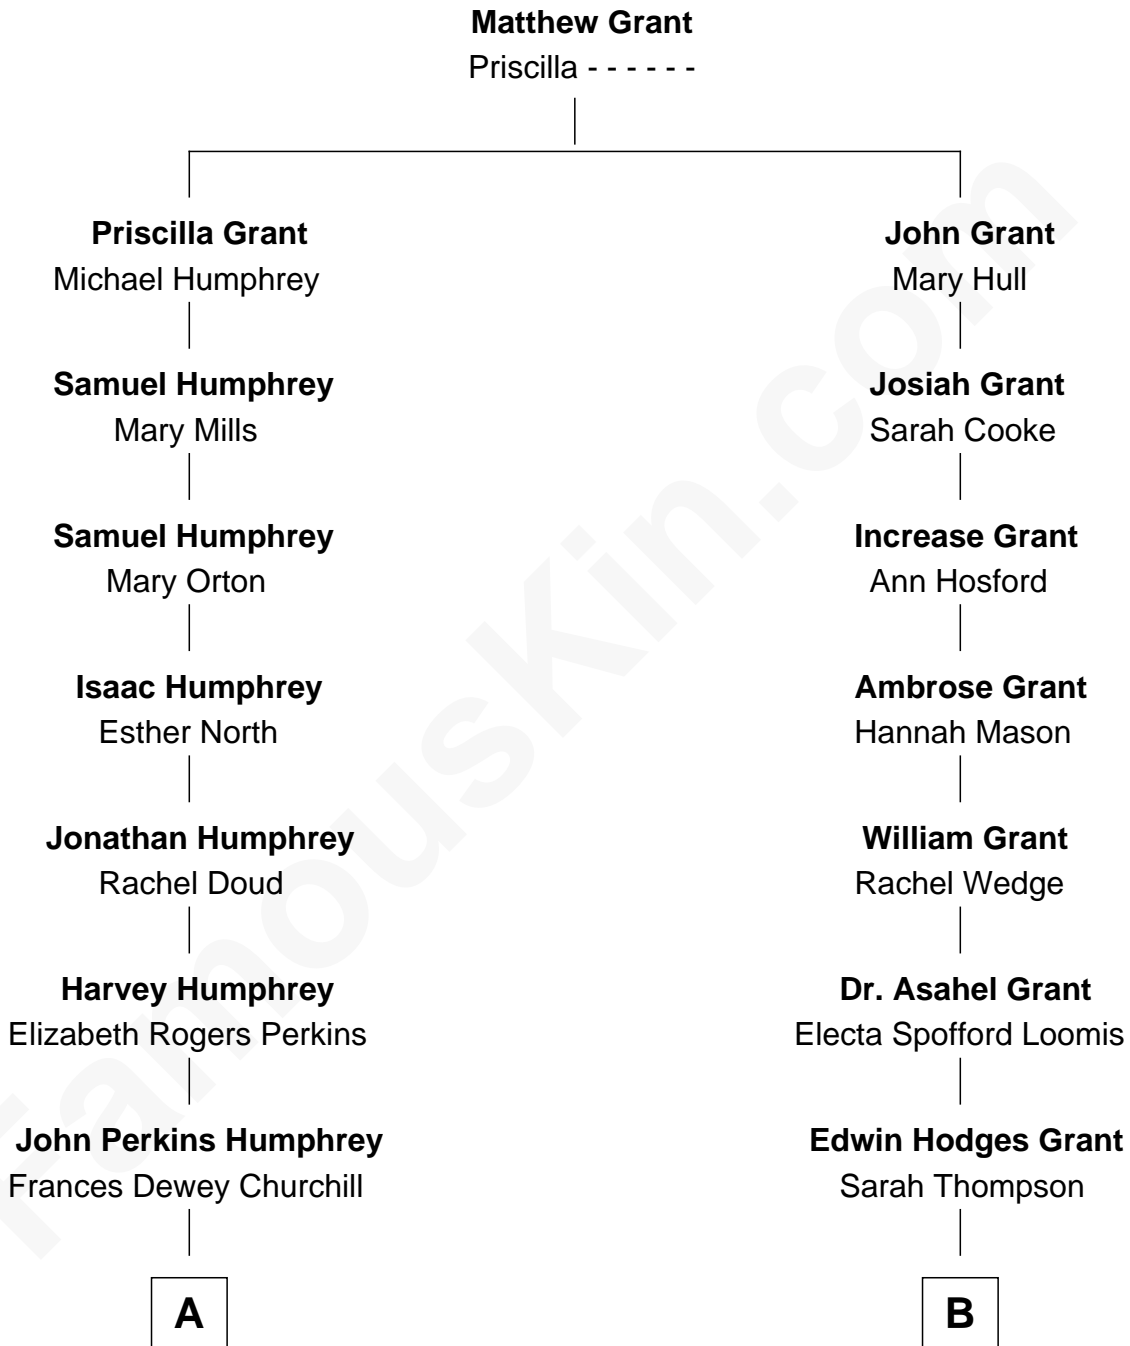 Matthew Grant
Priscilla - - - - - -
Priscilla Grant
Michael Humphrey
John Grant
Mary Hull
Samuel Humphrey
Mary Mills
Josiah Grant
Sarah Cooke
Samuel Humphrey
Mary Orton
Increase Grant
Ann Hosford
Isaac Humphrey
Esther North
Ambrose Grant
Hannah Mason
Jonathan Humphrey
Rachel Doud
William Grant
Rachel Wedge
Harvey Humphrey
Elizabeth Rogers Perkins
Dr. Asahel Grant
Electa Spofford Loomis
John Perkins Humphrey
Frances Dewey Churchill
Edwin Hodges Grant
Sarah Thompson
A
B
FamousKin.com